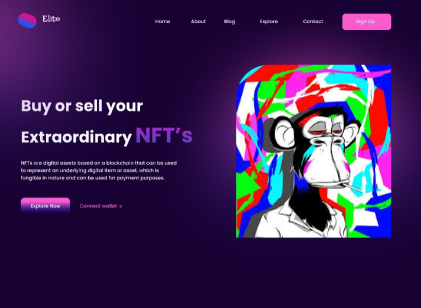 Elite
Home About Blog Explore Contact Sign Up
Buy or sell your
Extraordinary NFT's
NFTs are digital assets based on a blockchain that can be used
to represent an underlying digital item or asset, which is
fungible in nature and can be used for payment purposes.
Explore Now Connect wallet →